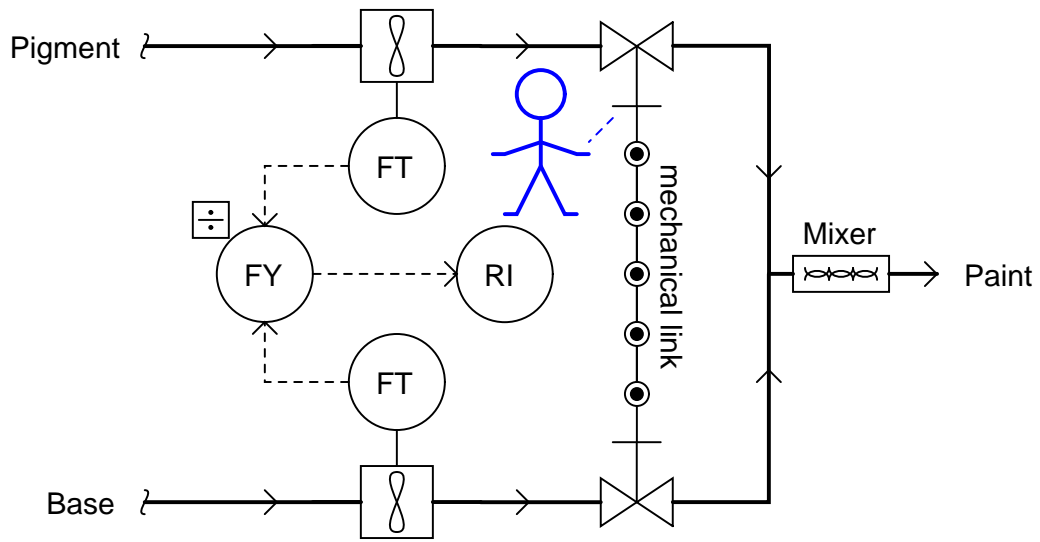 Pigment
FT
mechanical link
÷
Mixer
FY
RI
Paint
FT
Base